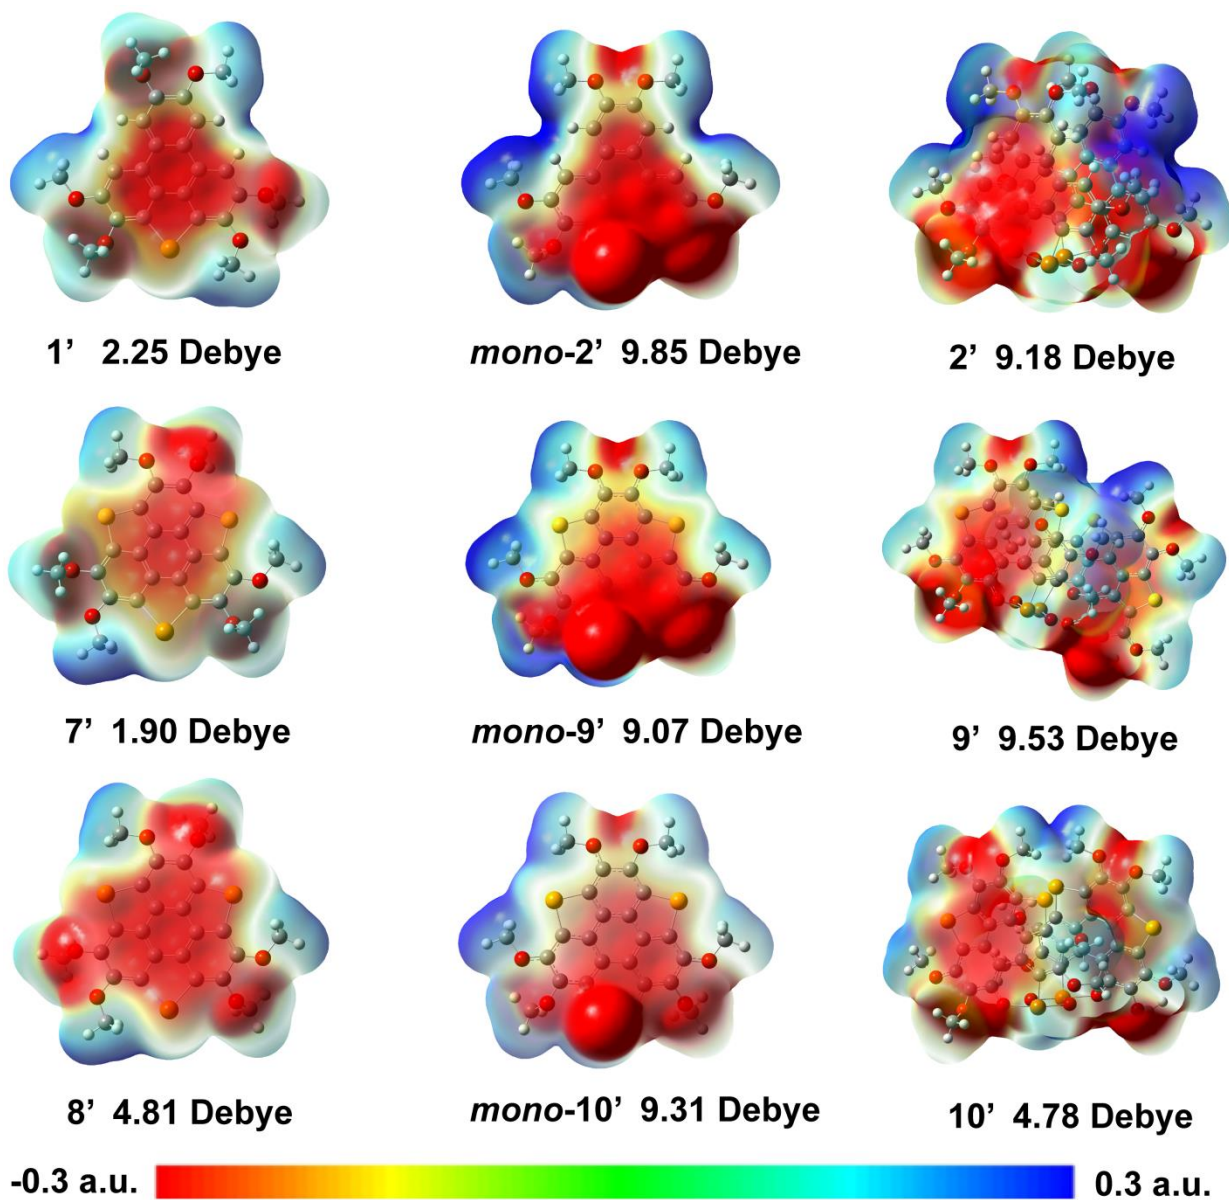 1’ 2.25 Debye
mono-2’ 9.85 Debye
2’ 9.18 Debye
7’ 1.90 Debye
mono-9’ 9.07 Debye
9’ 9.53 Debye
8’ 4.81 Debye
mono-10’ 9.31 Debye
10’ 4.78 Debye
-0.3 a.u.
0.3 a.u.